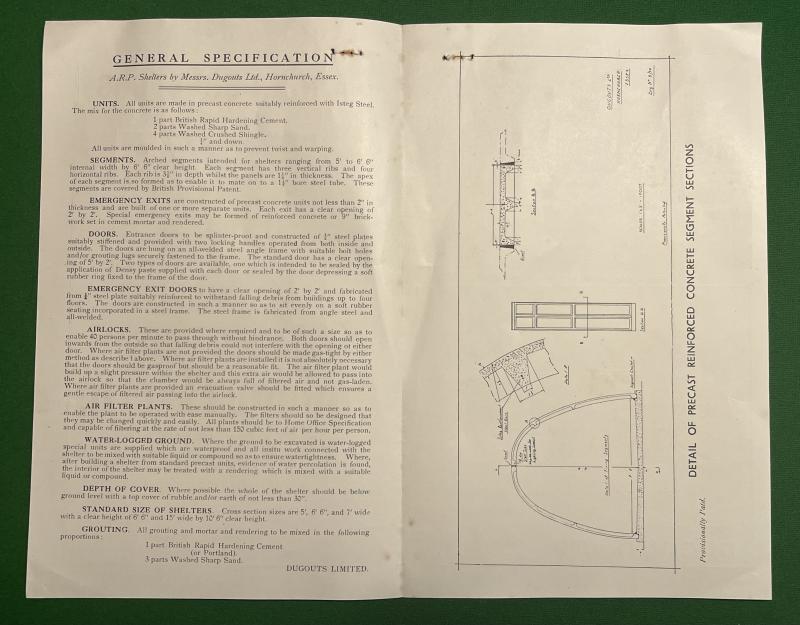 GENERAL SPECIFICATION
A.R.P. Shelters by Messrs. Dugouts Ltd., Hornchurch, Essex.
UNITS. All units are made in precast concrete suitably reinforced with Isteg Steel.
The mix for the concrete is as follows:
1 part British Rapid Hardening Cement.
2 parts Washed Sharp Sand.
4 parts Washed Crushed Shingle.
¾" and down.
All units are moulded in such a manner as to prevent twist and warping.
SEGMENTS. Arched segments intended for shelters ranging from 5' to 6' 6"
internal width by 6' 6" clear height. Each segment has three vertical ribs and four
horizontal ribs. Each rib is 3½" in depth whilst the panels are 1½" in thickness. The apex
of each segment is so formed as to enable it to mate on to a 1½" bore steel tube. These
segments are covered by British Provisional Patent.
EMERGENCY EXITS are constructed of precast concrete units not less than 2" in
thickness and are built of one or more separate units. Each exit has a clear opening of
2' by 2'. Special emergency exits may be formed of reinforced concrete or 9" brick-
work set in cement mortar and rendered.
DOORS. Entrance doors to be splinter-proof and constructed of ¼" steel plates
suitably stiffened and provided with two locking handles operated from both inside and
outside. The doors are hung on an all-welded steel angle frame with suitable bolt holes
and/or grouting lugs securely fastened to the frame. The standard door has a clear open-
ing of 5' by 2'. Two types of doors are available, one which is intended to be sealed by the
application of Densy paste supplied with each door or sealed by the door depressing a soft
rubber ring fixed to the frame of the door.
EMERGENCY EXIT DOORS to have a clear opening of 2' by 2' and fabricated
from ¼" steel plate suitably reinforced to withstand falling debris from buildings up to four
floors. The doors are constructed in such a manner so as to sit evenly on a soft rubber
seating incorporated in a steel frame. The steel frame is fabricated from angle steel and
all-welded.
AIRLOCKS. These are provided where required and to be of such a size so as to
enable 40 persons per minute to pass through without hindrance. Both doors should open
inwards from the outside so that falling debris could not interfere with the opening of either
door. Where air filter plants are not provided the doors should be made gas-tight by either
method as described above. Where air filter plants are installed it is not absolutely necessary
that the doors should be gasproof but should be a reasonable fit. The air filter plant would
build up a slight pressure within the shelter and this extra air would be allowed to pass into
the airlock so that the chamber would be always full of filtered air and not gas-laden.
Where air filter plants are provided an evacuation valve should be fitted which ensures a
gentle escape of filtered air passing into the airlock.
AIR FILTER PLANTS. These should be constructed in such a manner so as to
enable the plant to be operated with ease manually. The filters should be so designed that
they may be changed quickly and easily. All plants should be to Home Office Specification
and capable of filtering at the rate of not less than 150 cubic feet of air per hour per person.
WATER-LOGGED GROUND. Where the ground to be excavated is water-logged
special units are supplied which are waterproof and all insitu work connected with the
shelter to be mixed with suitable liquid or compound so as to ensure watertightness. Where,
after building a shelter from standard precast units, evidence of water percolation is found,
the interior of the shelter may be treated with a rendering which is mixed with a suitable
liquid or compound.
DEPTH OF COVER. Where possible the whole of the shelter should be below
ground level with a top cover of rubble and/or earth of not less than 30".
STANDARD SIZE OF SHELTERS. Cross section sizes are 5', 6' 6", and 7' wide
with a clear height of 6' 6" and 15' wide by 10' 6" clear height.
GROUTING. All grouting and mortar and rendering to be mixed in the following
proportions:
1 part British Rapid Hardening Cement
(or Portland).
3 parts Washed Sharp Sand.
DUGOUTS LIMITED.
DUGOUTS LTD
HORNCHURCH
ESSEX
Section B.B.
Section A.A.
DETAIL OF PRECAST REINFORCED CONCRETE SEGMENT SECTIONS
Provisionally Patd.